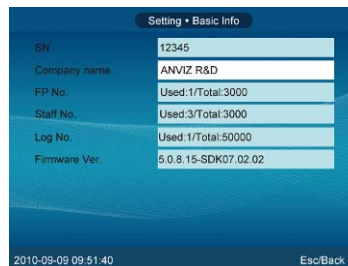 Setting • Basic Info
SN 12345
Company name ANVIZ R&D
FP No. Used:1/Total:3000
Staff No. Used:3/Total:3000
Log No. Used:1/Total:50000
Firmware Ver. 5.0.8.15-SDK07.02.02
2010-09-09 09:51:40 Esc/Back